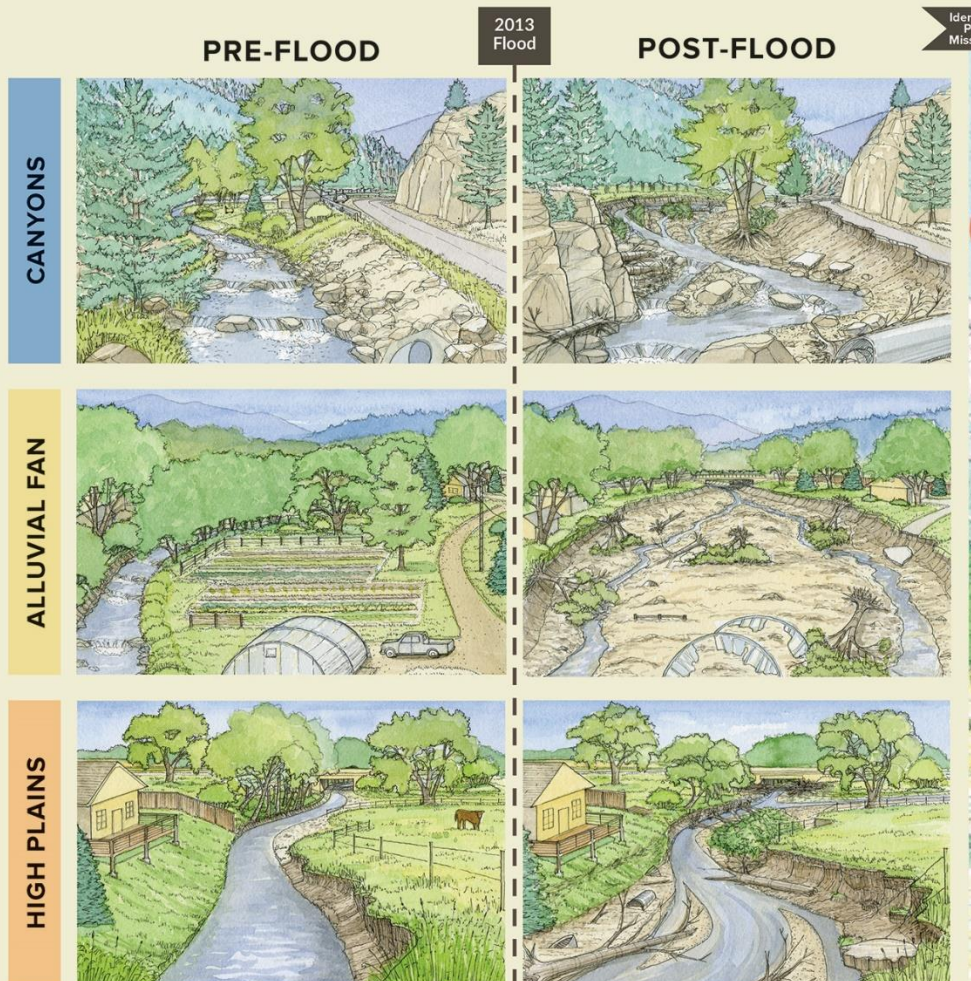 PRE-FLOOD
2013
Flood
POST-FLOOD
CANYONS
ALLUVIAL FAN
HIGH PLAINS